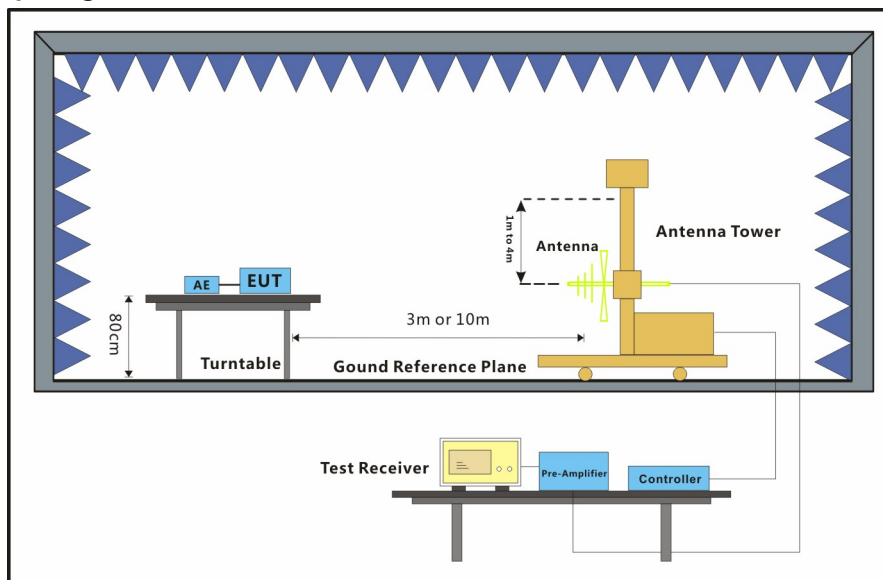 1m to 4m
Antenna
Antenna Tower
AE
EUT
80cm
3m or 10m
Turntable
Gound Reference Plane
Test Receiver
Pre-Amplifier
Controller